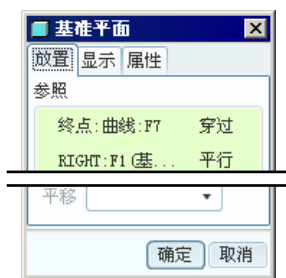 基准平面
放置 显示 属性
参照
终点:曲线:F7 穿过
RIGHT:F1(基... 平行
平移
确定 取消